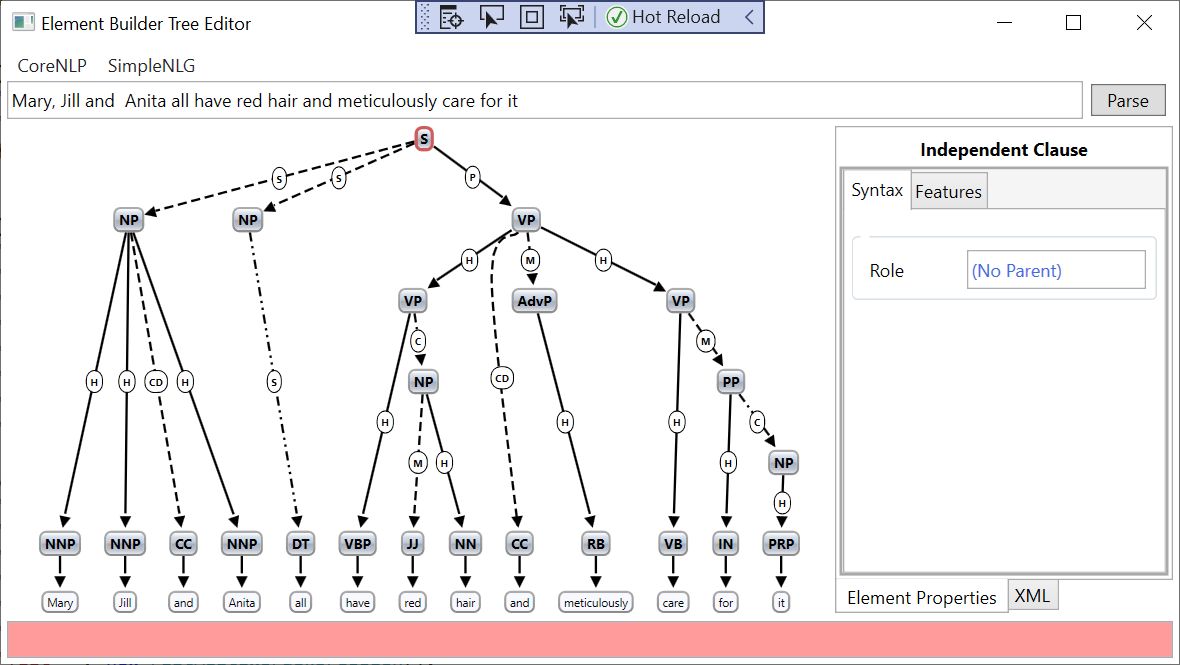 Element Builder Tree Editor
Hot Reload
CoreNLP SimpleNLG
Mary, Jill and  Anita all have red hair and meticulously care for it
Parse
S
S S P
NP NP VP
H M H
VP AdvP VP
C M
H H CD H CD S NP PP
H H H C
M H H NP
H
NNP NNP CC NNP DT VBP JJ NN CC RB VB IN PRP
Mary Jill and Anita all have red hair and meticulously care for it
Independent Clause
Syntax Features
Role (No Parent)
Element Properties XML